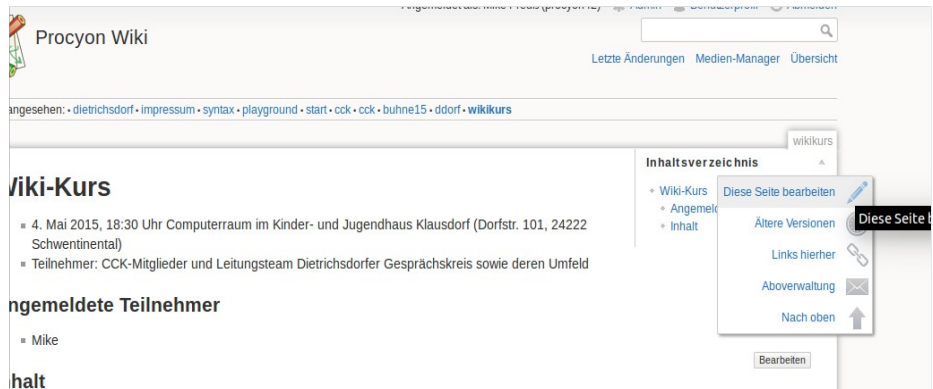 Procyon Wiki
Letzte Änderungen Medien-Manager Übersicht
angesehen: • dietrichsdorf • impressum • syntax • playground • start • cck • cck • buhne15 • ddorf • wikikurs
wikikurs
Inhaltsverzeichnis
Wiki-Kurs
Inhalt
Diese Seite bearbeiten
Ältere Versionen
Links hierher
Aboverwaltung
Nach oben
Diese Seite
Wiki-Kurs
4. Mai 2015, 18:30 Uhr Computerraum im Kinder- und Jugendhaus Klausdorf (Dorfstr. 101, 24222
Schwentinental)
Teilnehmer: CCK-Mitglieder und Leitungsteam Dietrichsdorfer Gesprächskreis sowie deren Umfeld
ngemeldete Teilnehmer
Mike
Bearbeiten
halt